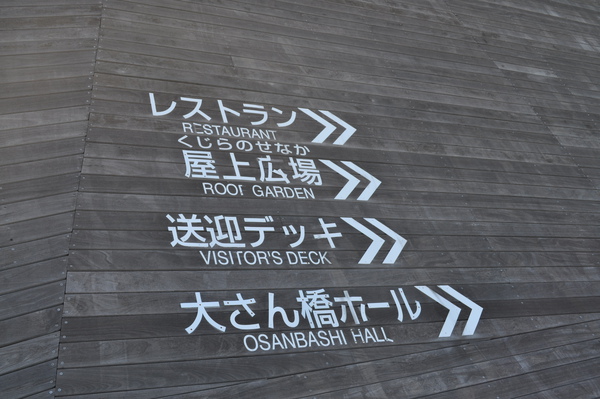 レストラン
RESTAURANT
くじらのせなか
屋上広場
ROOF GARDEN
送迎デッキ
VISITOR'S DECK
大さん橋ホール
OSANBASHI HALL